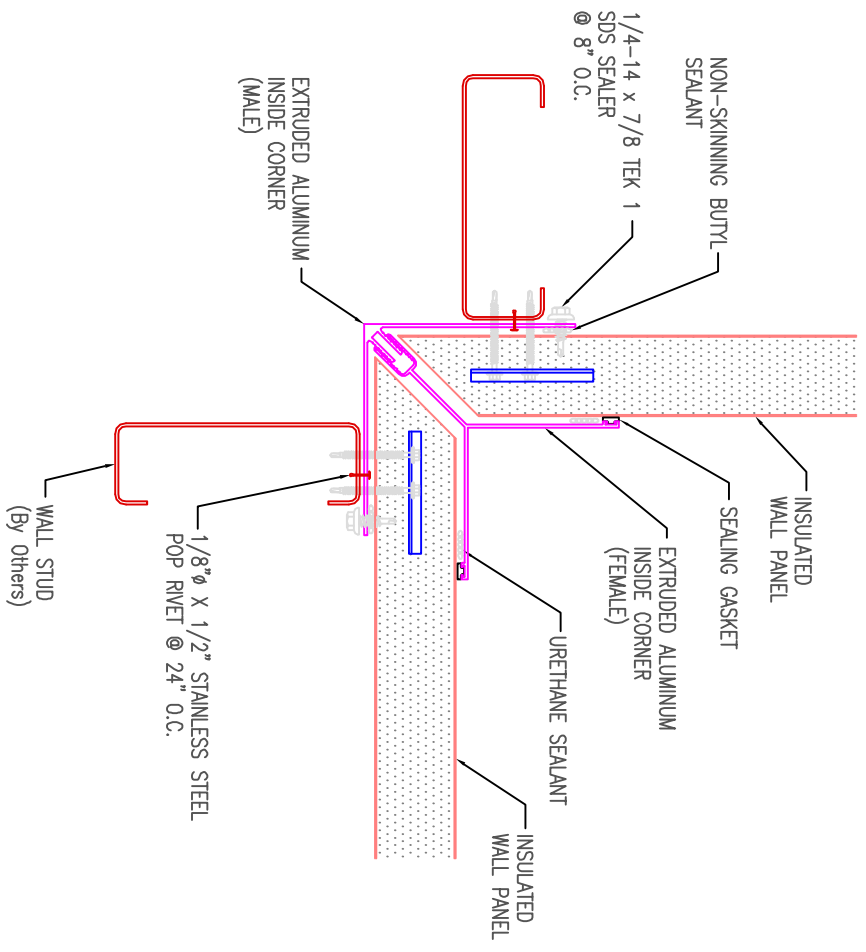 NON-SKINNING BUTYL
SEALANT
1/4-14 x 7/8 TEK 1
SDS SEALER
@ 8" O.C.
EXTRUDED ALUMINUM
INSIDE CORNER
(MALE)
INSULATED
WALL PANEL
SEALING GASKET
EXTRUDED ALUMINUM
INSIDE CORNER
(FEMALE)
URETHANE SEALANT
INSULATED
WALL PANEL
1/8"ø X 1/2" STAINLESS STEEL
POP RIVET @ 24" O.C.
WALL STUD
(By Others)